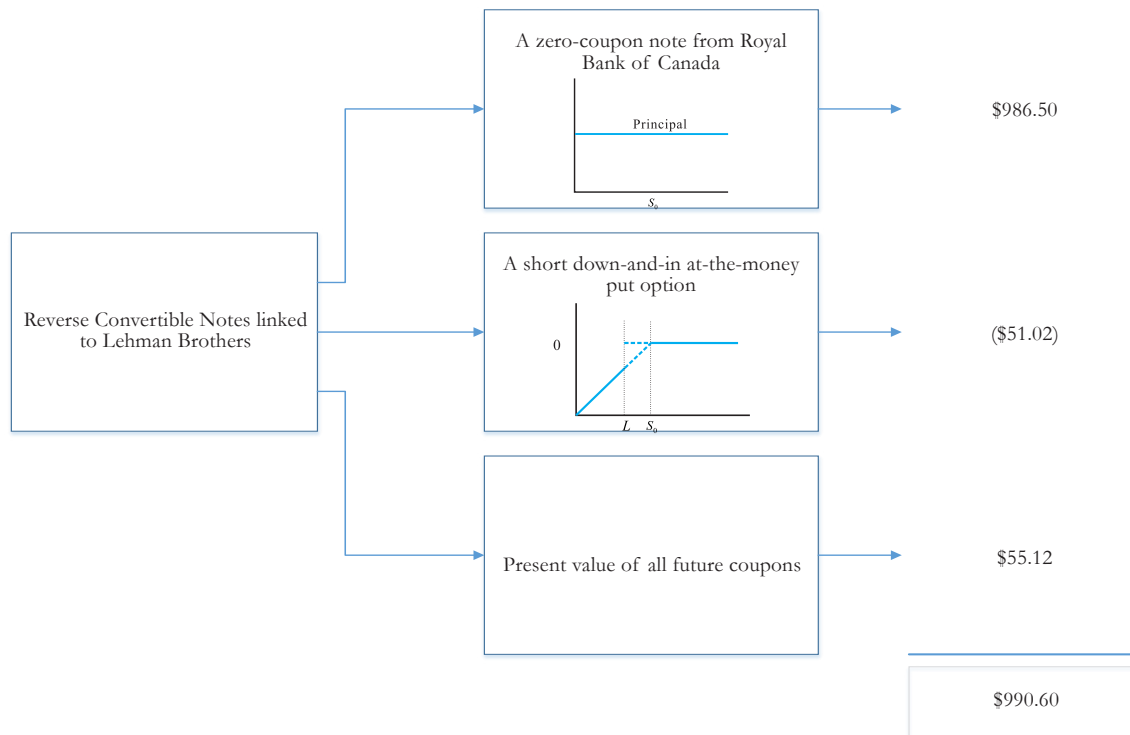 A zero-coupon note from Royal
Bank of Canada
Principal
S₀
$986.50
Reverse Convertible Notes linked
to Lehman Brothers
A short down-and-in at-the-money
put option
0
L S₀
($51.02)
Present value of all future coupons
$55.12
$990.60